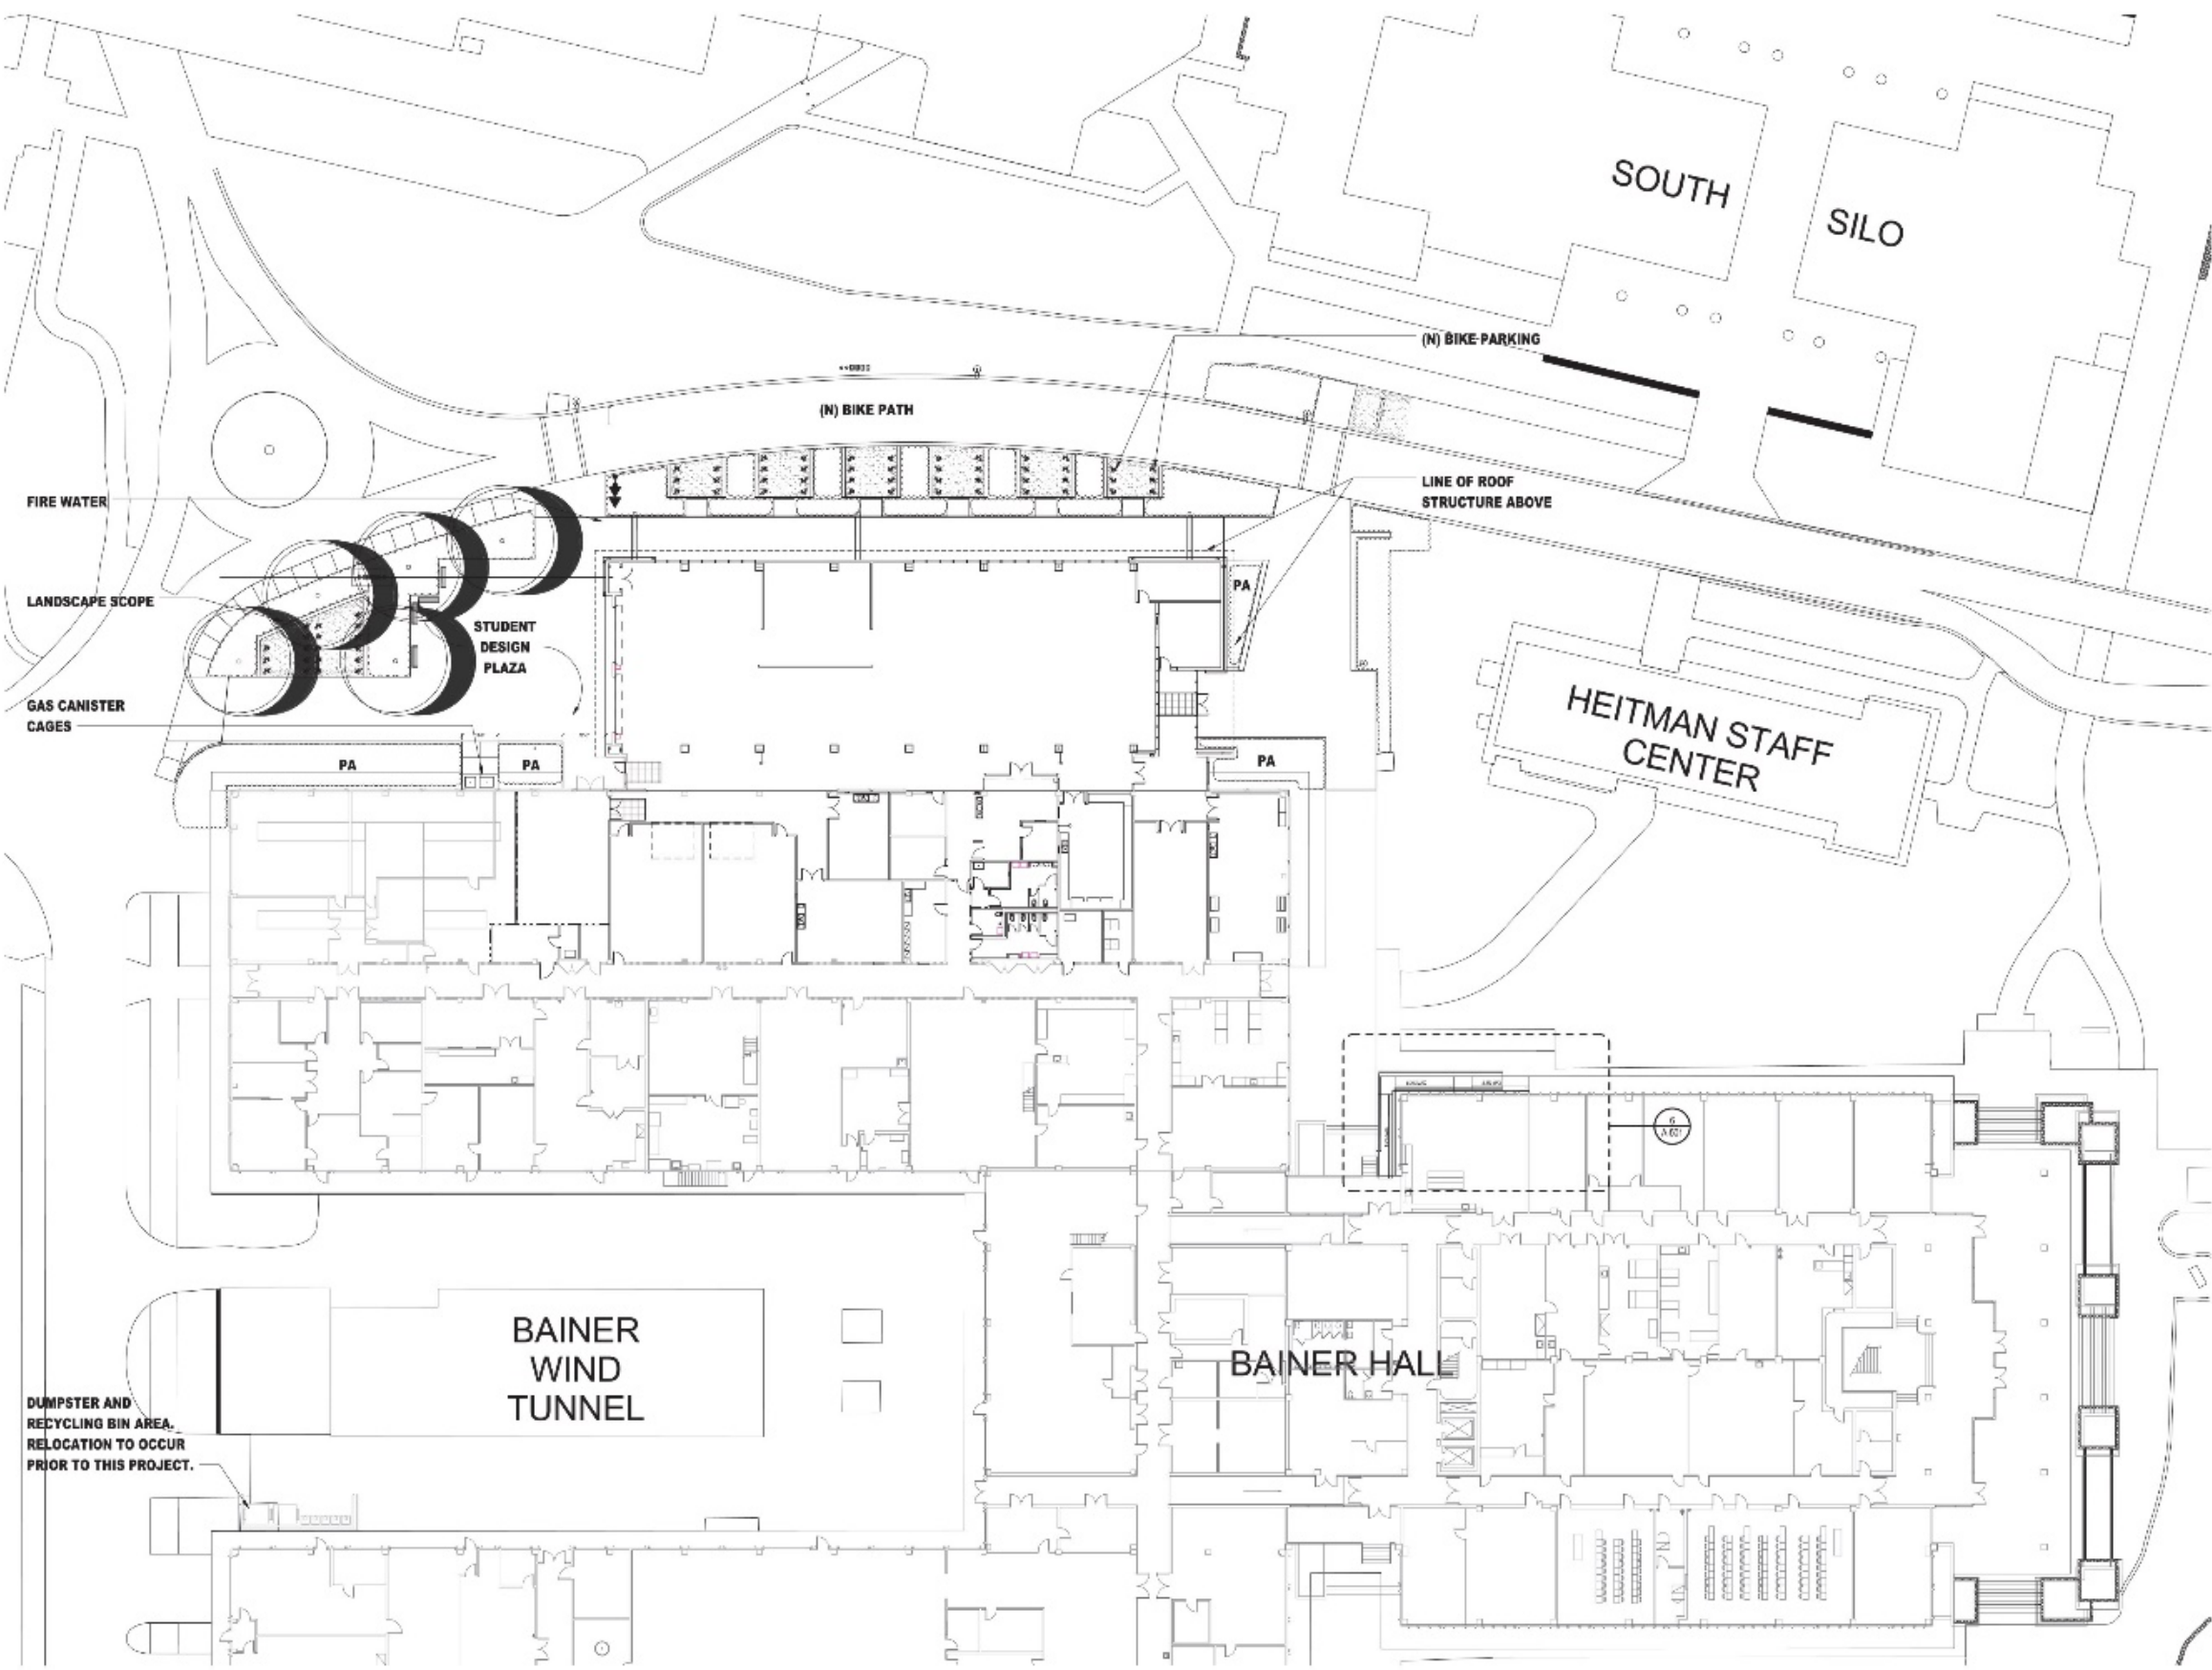 SOUTH
SILO
(N) BIKE PARKING
(N) BIKE PATH
LINE OF ROOF
STRUCTURE ABOVE
FIRE WATER
PA
LANDSCAPE SCOPE
STUDENT
DESIGN
PLAZA
GAS CANISTER
CAGES
HEITMAN STAFF
CENTER
PA
PA
PA
6
A.601
BAINER
WIND
TUNNEL
BAINER HALL
DUMPSTER AND
RECYCLING BIN AREA.
RELOCATION TO OCCUR
PRIOR TO THIS PROJECT.